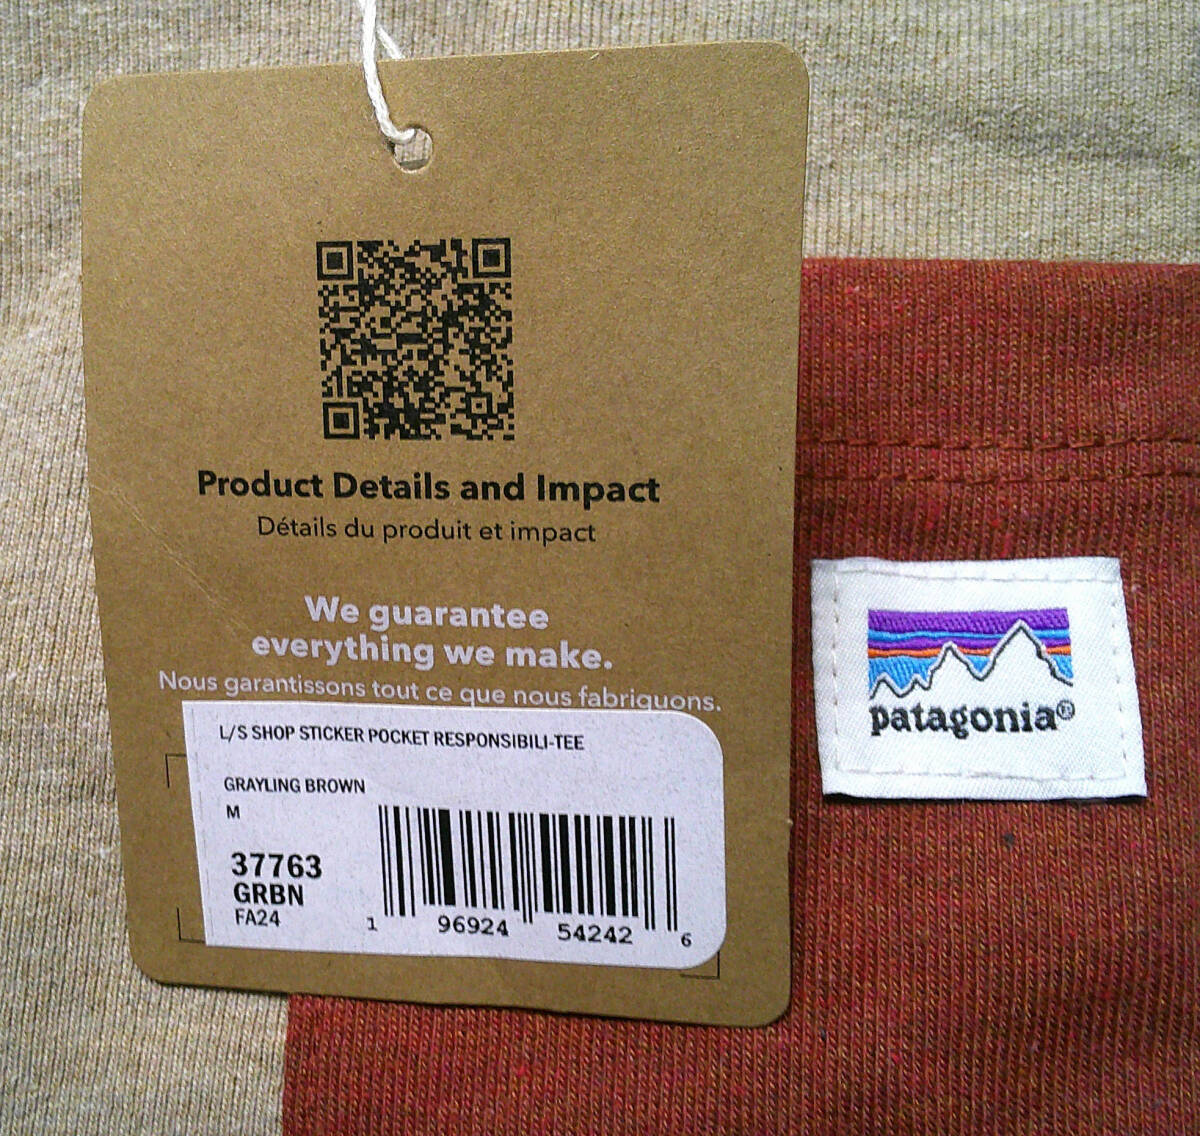 Product Details and Impact
Détails du produit et impact
We guarantee
everything we make.
Nous garantissons tout ce que nous fabriquons.
L/S SHOP STICKER POCKET RESPONSIBILI-TEE
GRAYLING BROWN
M
37763
GRBN
FA24
1 96924 54242 6
patagonia®